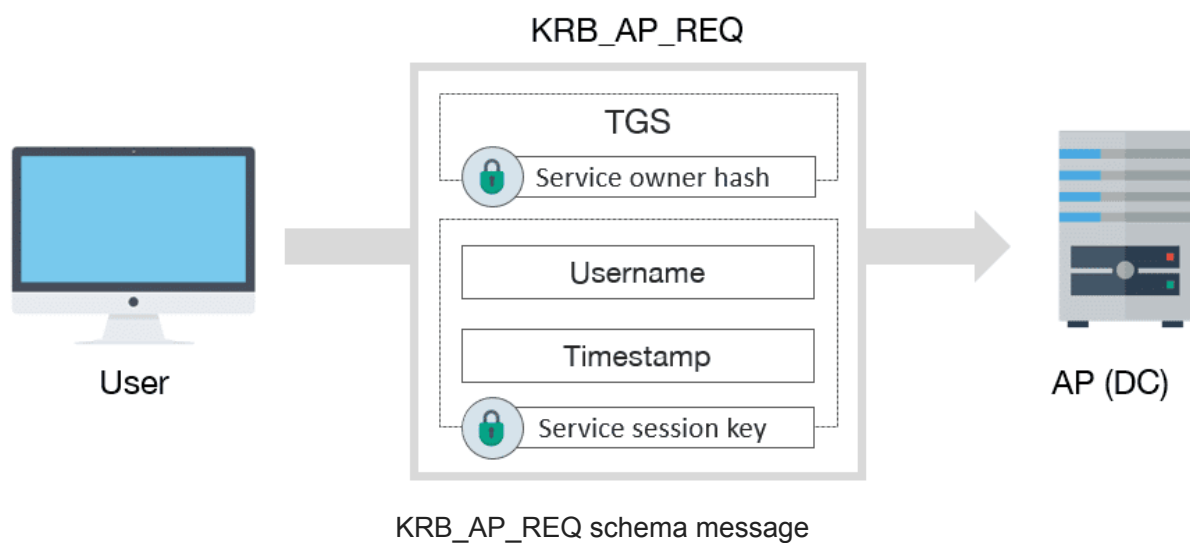 KRB_AP_REQ
TGS
Service owner hash
Username
Timestamp
Service session key
User
AP (DC)
KRB_AP_REQ schema message